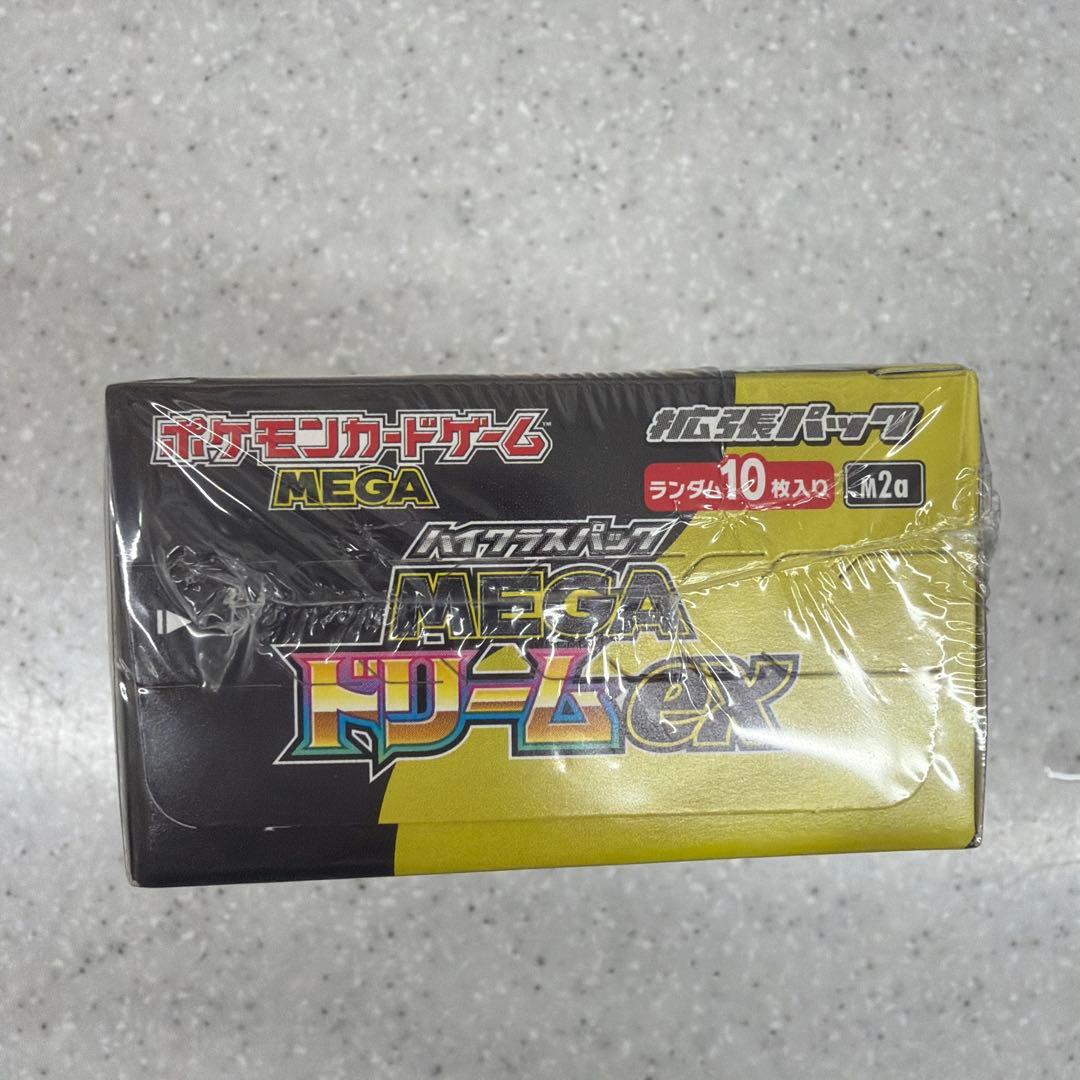 ポケモンカードゲーム™
MEGA
拡張パック
ランダム10枚入り
M2a
ハイクラスパック
MEGA
ドリームex